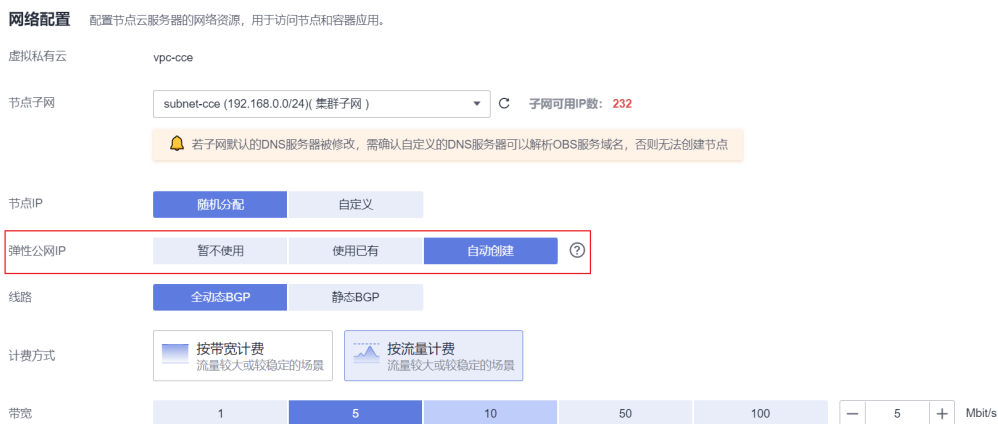 网络配置 配置节点云服务器的网络资源，用于访问节点和容器应用。
虚拟私有云 vpc-cce
节点子网 subnet-cce (192.168.0.0/24)( 集群子网 ) 子网可用IP数： 232
若子网默认的DNS服务器被修改，需确认自定义的DNS服务器可以解析OBS服务域名，否则无法创建节点
节点IP 随机分配 自定义
弹性公网IP 暂不使用 使用已有 自动创建 ?
线路 全动态BGP 静态BGP
计费方式 按带宽计费 按流量计费
流量较大或较稳定的场景 流量较大或较稳定的场景
带宽 1 5 10 50 100 — 5 + Mbit/s